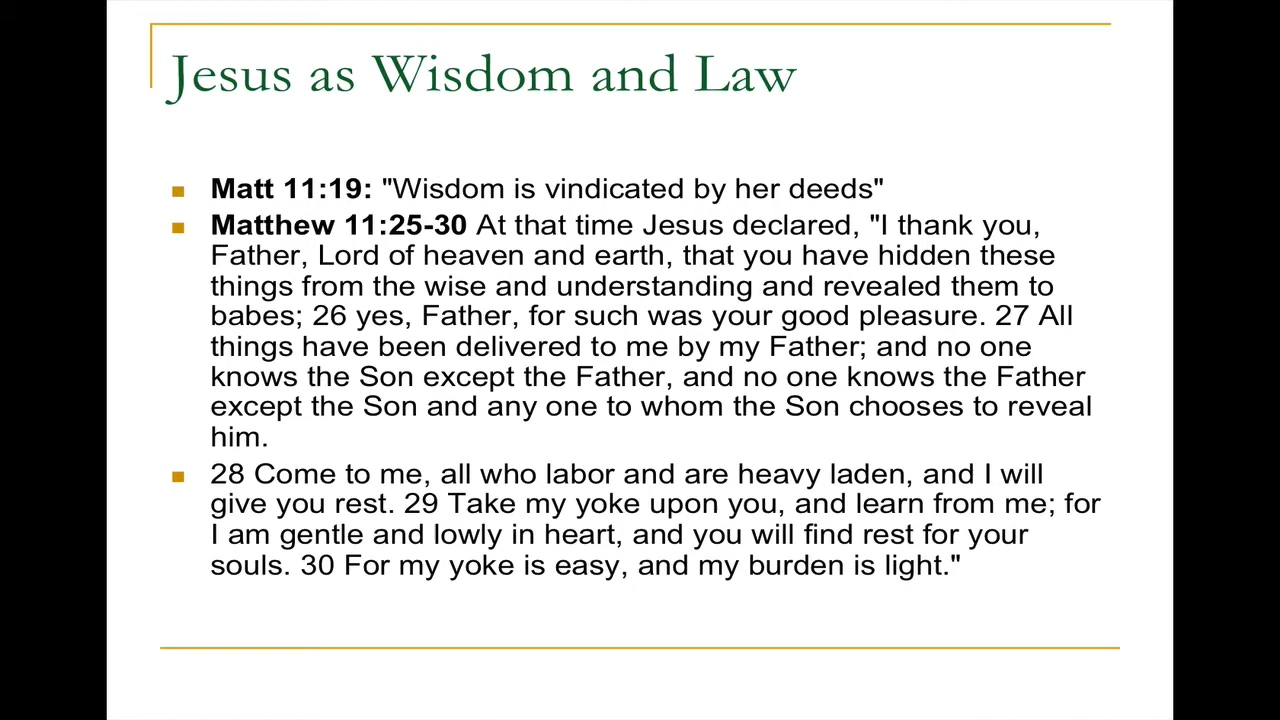 Jesus as Wisdom and Law
Matt 11:19: "Wisdom is vindicated by her deeds"
Matthew 11:25-30 At that time Jesus declared, "I thank you,
Father, Lord of heaven and earth, that you have hidden these
things from the wise and understanding and revealed them to
babes; 26 yes, Father, for such was your good pleasure. 27 All
things have been delivered to me by my Father; and no one
knows the Son except the Father, and no one knows the Father
except the Son and any one to whom the Son chooses to reveal
him.
28 Come to me, all who labor and are heavy laden, and I will
give you rest. 29 Take my yoke upon you, and learn from me; for
I am gentle and lowly in heart, and you will find rest for your
souls. 30 For my yoke is easy, and my burden is light."